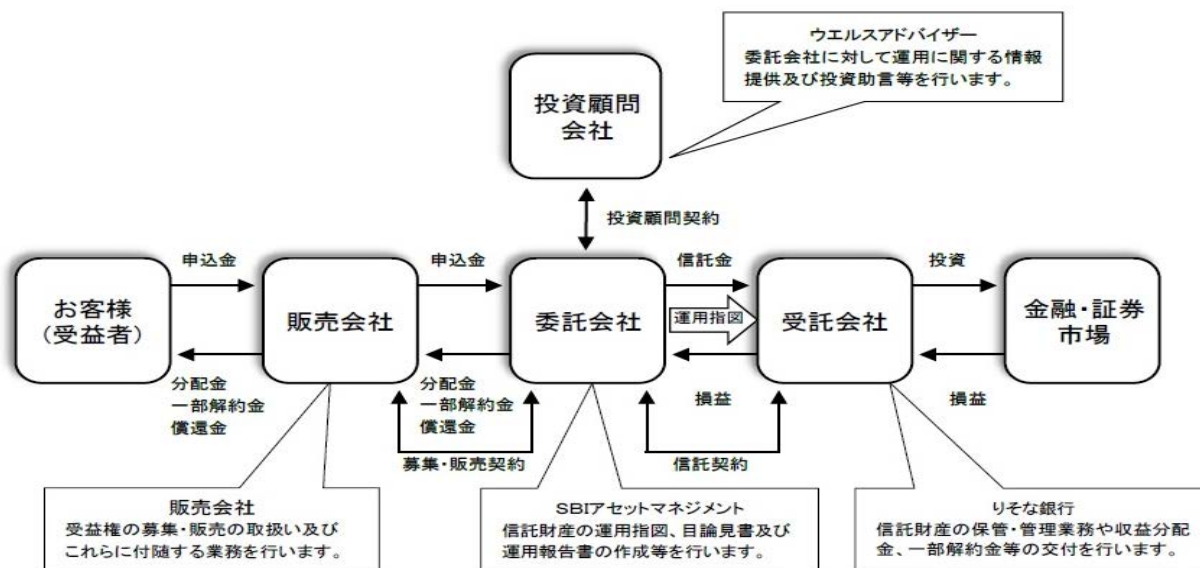 ウエルスアドバイザー
委託会社に対して運用に関する情報
提供及び投資助言等を行います。
投資顧問
会社
投資顧問契約
申込金
申込金
信託金
投資
お客様
(受益者)
販売会社
委託会社
運用指図
受託会社
金融・証券
市場
分配金
一部解約金
償還金
分配金
一部解約金
償還金
損益
損益
募集・販売契約
信託契約
販売会社
受益権の募集・販売の取扱い及び
これらに付随する業務を行います。
SBIアセットマネジメント
信託財産の運用指図、目論見書及び
運用報告書の作成等を行います。
りそな銀行
信託財産の保管・管理業務や収益分配
金、一部解約金等の交付を行います。